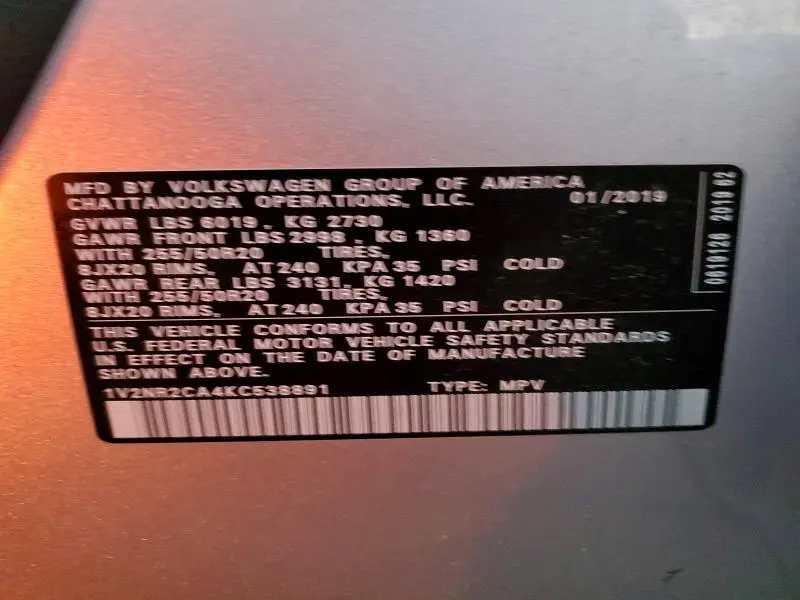 MFD BY VOLKSWAGEN GROUP OF AMERICA
CHATTANOOGA OPERATIONS, LLC. 01/2019
GVWR LBS 6019, KG 2730
GAWR FRONT LBS 2998, KG 1360
WITH 255/50R20 TIRES,
8JX20 RIMS, AT 240 KPA 35 PSI COLD
GAWR REAR LBS 3131, KG 1420
WITH 255/50R20 TIRES,
8JX20 RIMS, AT 240 KPA 35 PSI COLD
THIS VEHICLE CONFORMS TO ALL APPLICABLE
U.S. FEDERAL MOTOR VEHICLE SAFETY STANDARDS
IN EFFECT ON THE DATE OF MANUFACTURE
SHOWN ABOVE.
1V2NR2CA4KC538891 TYPE: MPV
0619126 2019 62